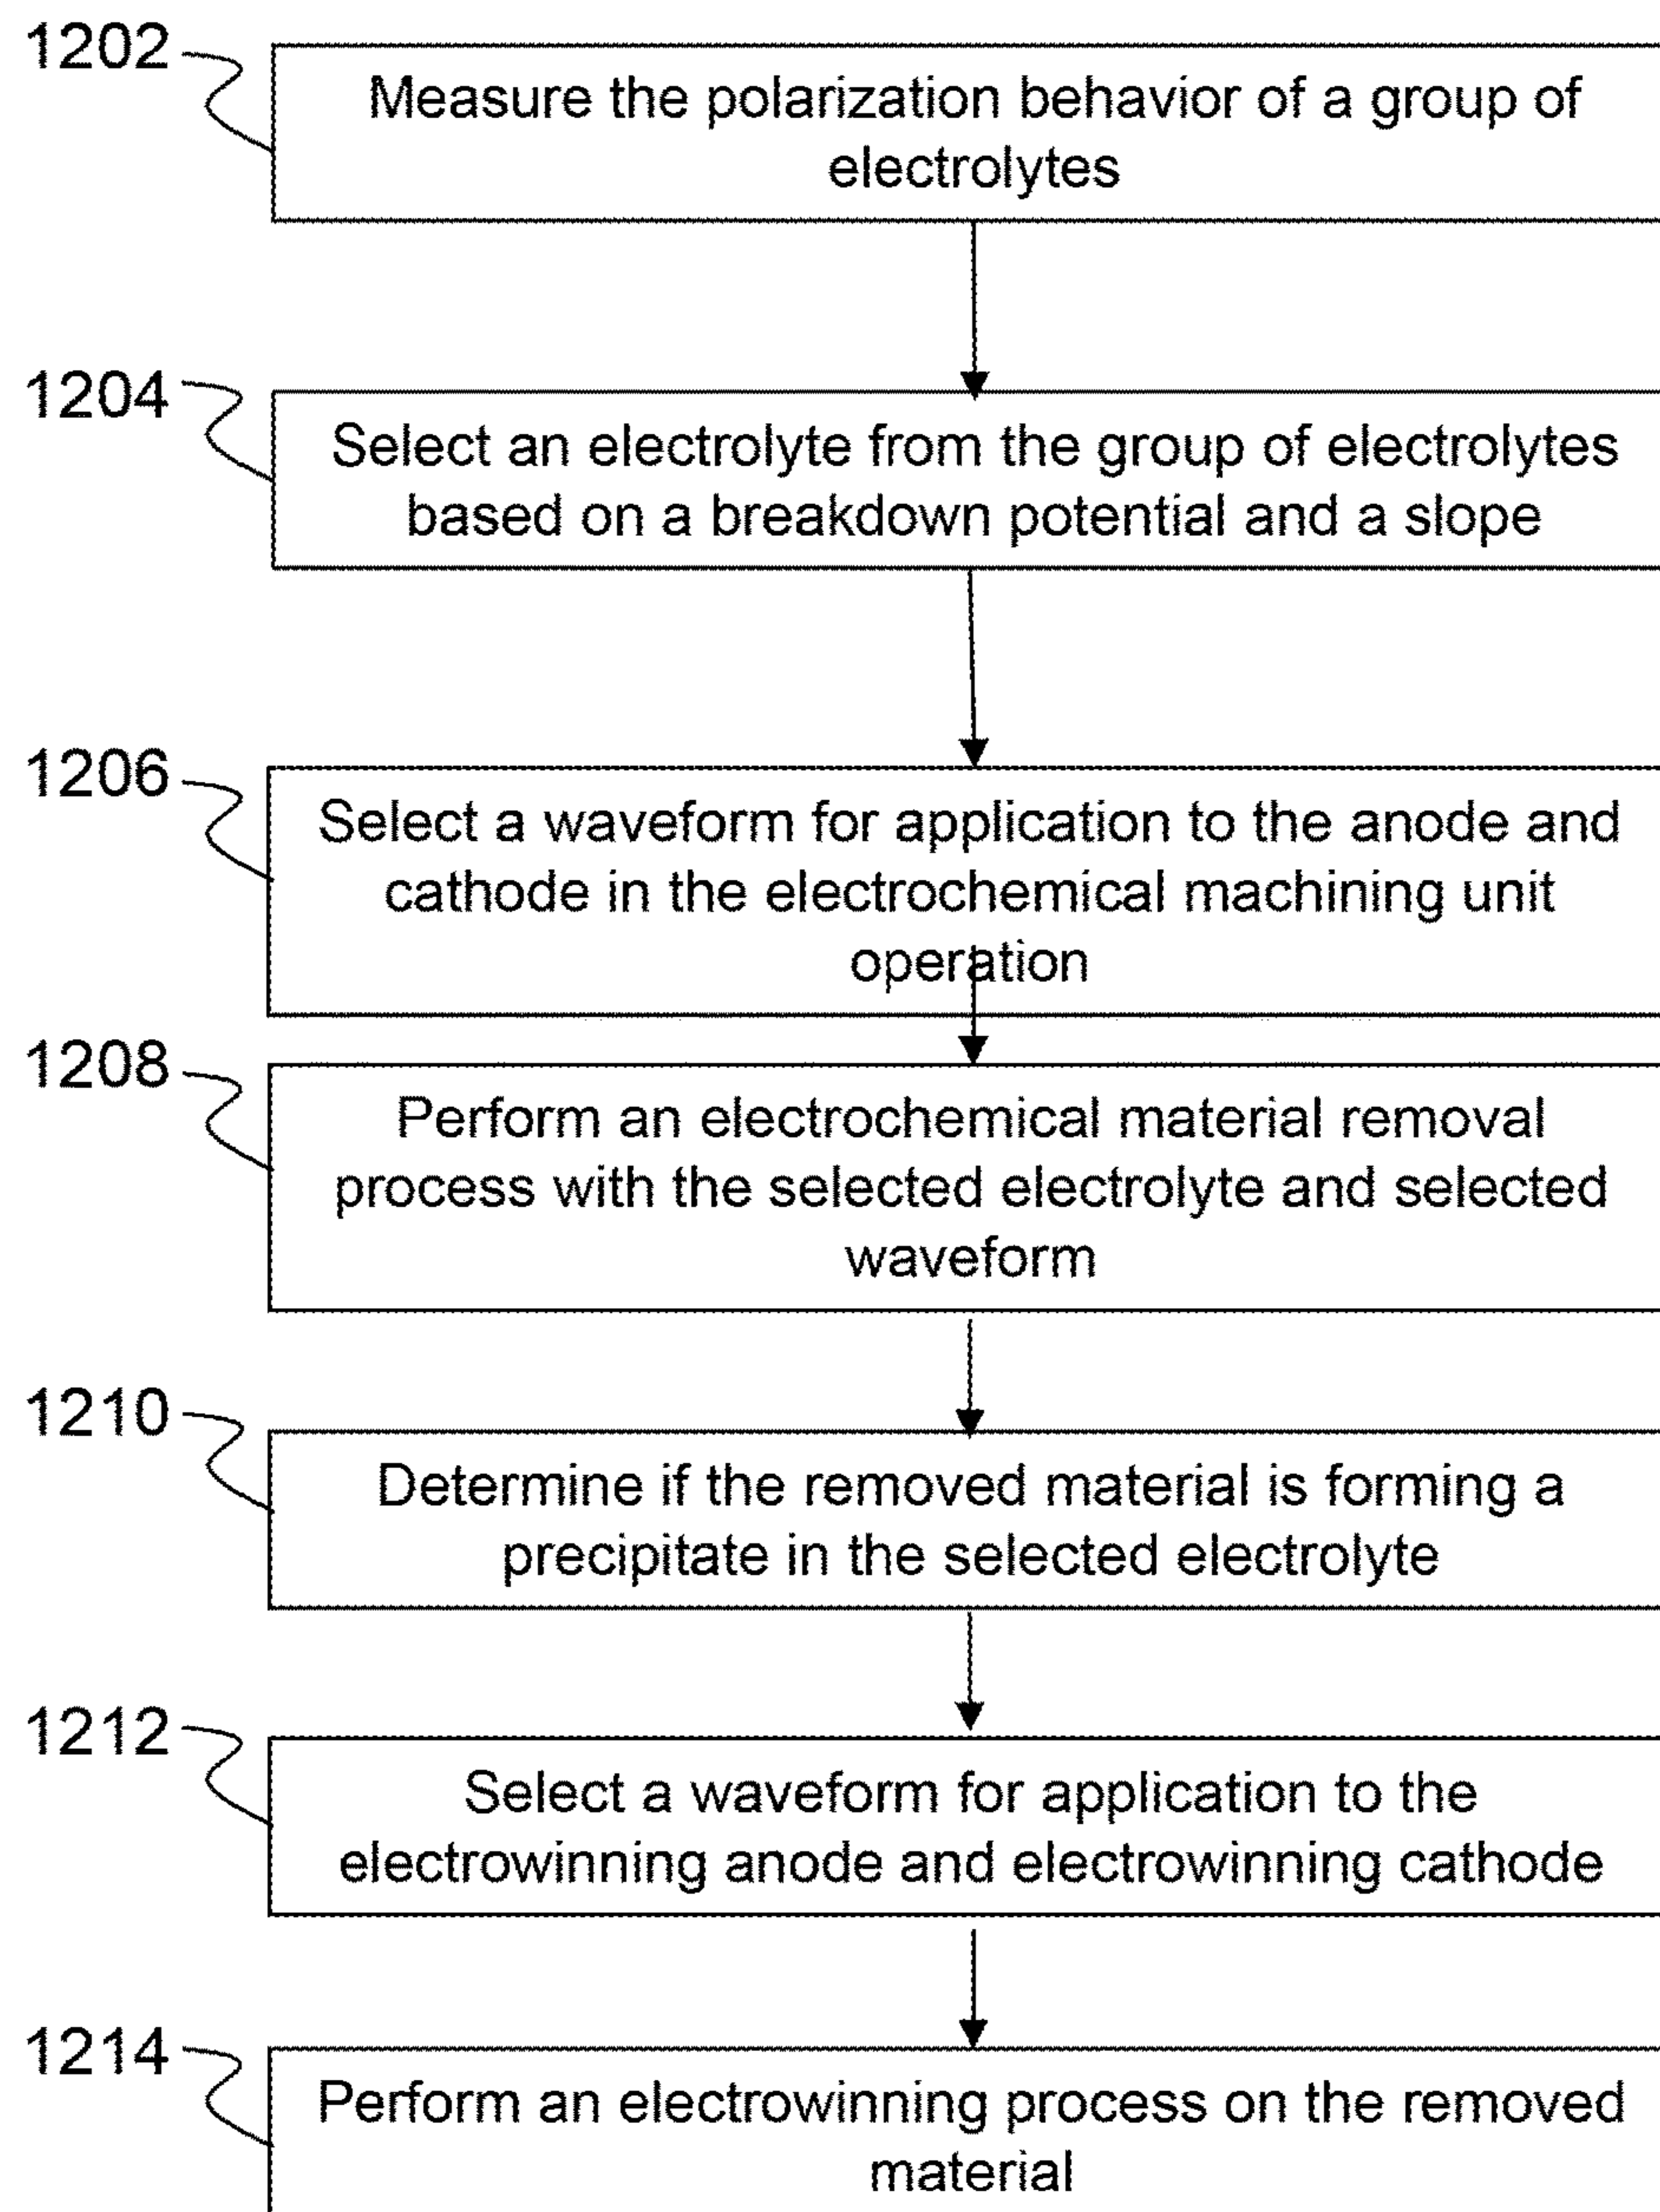 1202
Measure the polarization behavior of a group of
electrolytes
1204
Select an electrolyte from the group of electrolytes
based on a breakdown potential and a slope
1206
Select a waveform for application to the anode and
cathode in the electrochemical machining unit
operation
1208
Perform an electrochemical material removal
process with the selected electrolyte and selected
waveform
1210
Determine if the removed material is forming a
precipitate in the selected electrolyte
1212
Select a waveform for application to the
electrowinning anode and electrowinning cathode
1214
Perform an electrowinning process on the removed
material